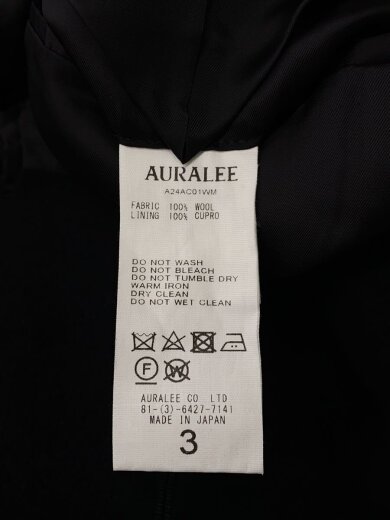 AURALEE
A24AC01WM
FABRIC 100% WOOL
LINING 100% CUPRO
DO NOT WASH
DO NOT BLEACH
DO NOT TUMBLE DRY
WARM IRON
DRY CLEAN
DO NOT WET CLEAN
F W
AURALEE CO LTD
81-(3)-6427-7141
MADE IN JAPAN
3